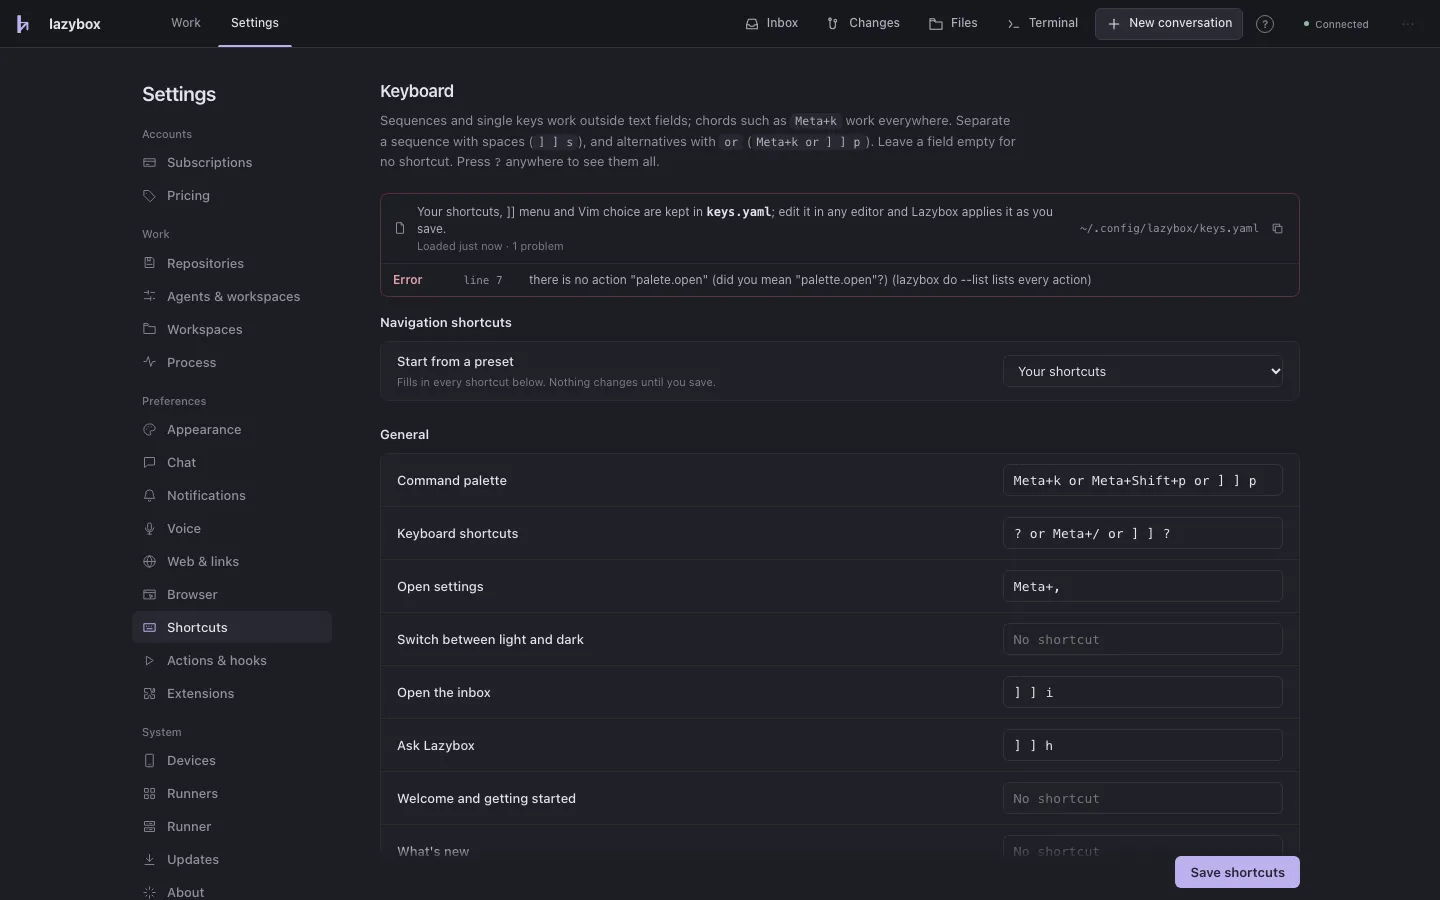 lazybox
Work
Settings
Inbox
Changes
Files
Terminal
New conversation
?
Connected
Settings
Accounts
Subscriptions
Pricing
Work
Repositories
Agents & workspaces
Workspaces
Process
Preferences
Appearance
Chat
Notifications
Voice
Web & links
Browser
Shortcuts
Actions & hooks
Extensions
System
Devices
Runners
Runner
Updates
About
Keyboard
Sequences and single keys work outside text fields; chords such as Meta+k work everywhere. Separate
a sequence with spaces ( ] ] s ), and alternatives with or ( Meta+k or ] ] p ). Leave a field empty for
no shortcut. Press ? anywhere to see them all.
Your shortcuts, ]] menu and Vim choice are kept in keys.yaml; edit it in any editor and Lazybox applies it as you
save.
Loaded just now · 1 problem
~/.config/lazybox/keys.yaml
Error line 7 there is no action "palete.open" (did you mean "palette.open"?) (lazybox do --list lists every action)
Navigation shortcuts
Start from a preset
Fills in every shortcut below. Nothing changes until you save.
Your shortcuts
General
Command palette
Meta+k or Meta+Shift+p or ] ] p
Keyboard shortcuts
? or Meta+/ or ] ] ?
Open settings
Meta+,
Switch between light and dark
No shortcut
Open the inbox
] ] i
Ask Lazybox
] ] h
Welcome and getting started
No shortcut
What's new
No shortcut
Save shortcuts